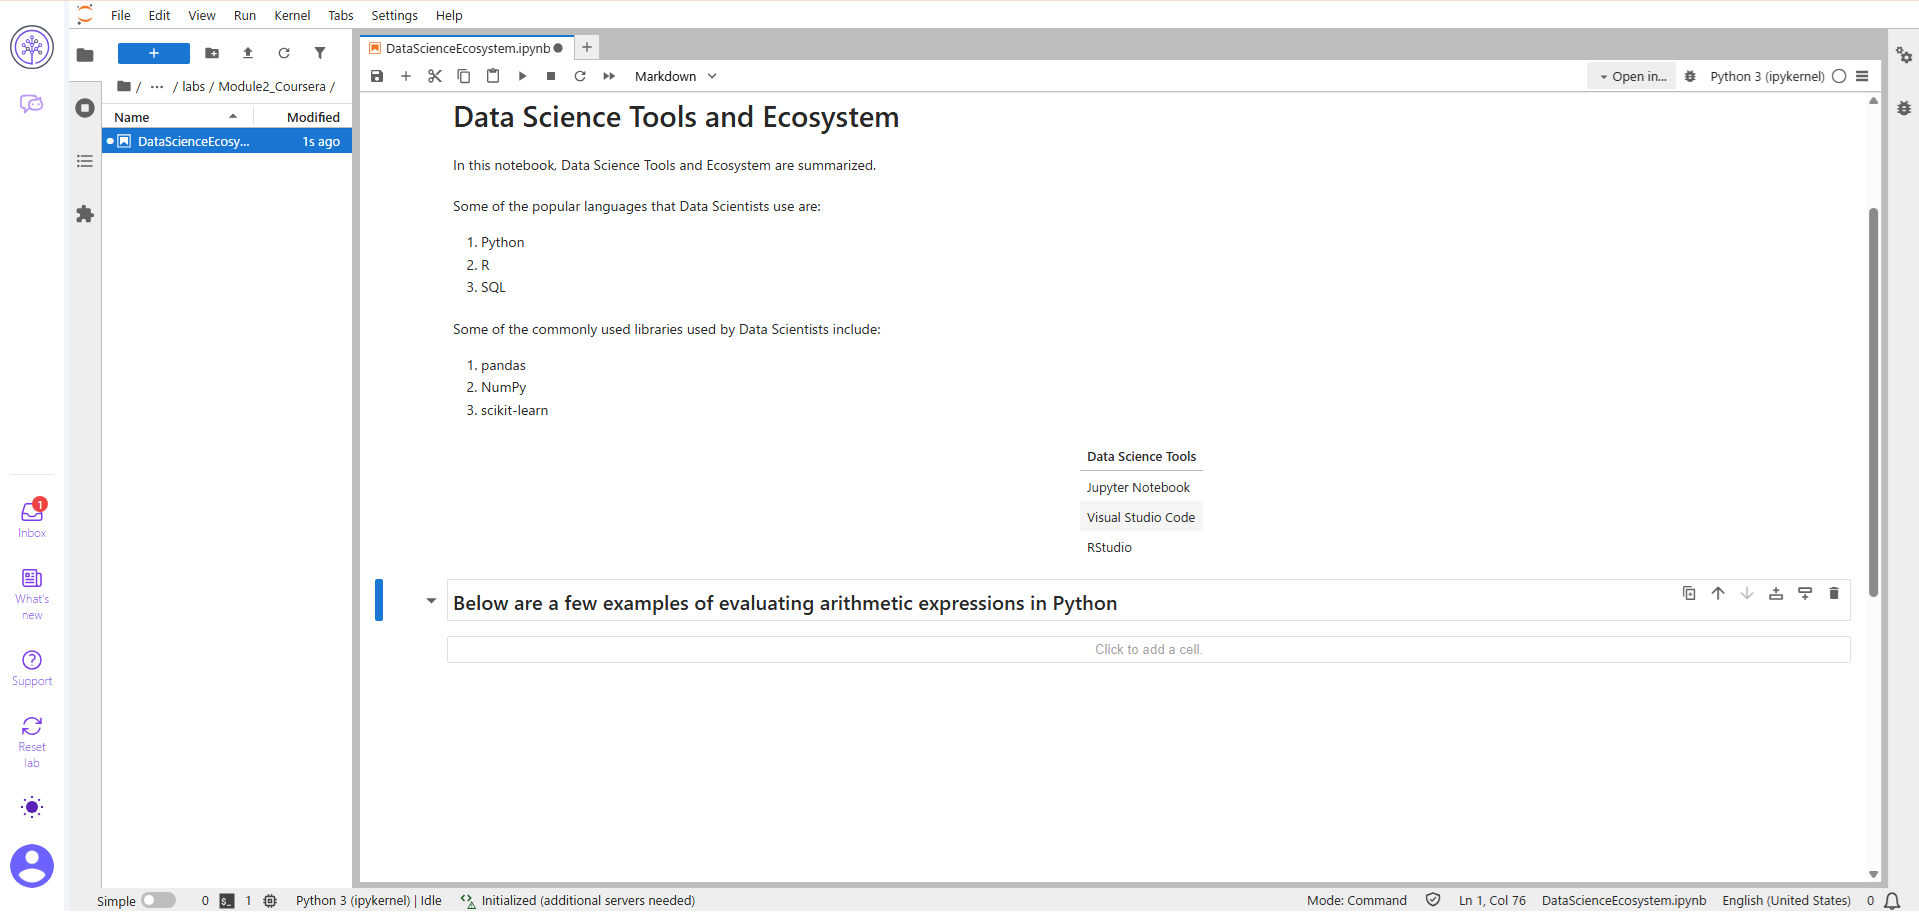 File Edit View Run Kernel Tabs Settings Help
+
/ ··· / labs / Module2_Coursera /
Name Modified
DataScienceEcosy... 1s ago
1
Inbox
What's
new
Support
Reset
lab
DataScienceEcosystem.ipynb
Markdown
Open in...
Python 3 (ipykernel)
Data Science Tools and Ecosystem
In this notebook, Data Science Tools and Ecosystem are summarized.
Some of the popular languages that Data Scientists use are:
1. Python
2. R
3. SQL
Some of the commonly used libraries used by Data Scientists include:
1. pandas
2. NumPy
3. scikit-learn
Data Science Tools
Jupyter Notebook
Visual Studio Code
RStudio
Below are a few examples of evaluating arithmetic expressions in Python
Click to add a cell.
Simple 0 $_ 1 Python 3 (ipykernel) | Idle Initialized (additional servers needed) Mode: Command Ln 1, Col 76 DataScienceEcosystem.ipynb English (United States) 0